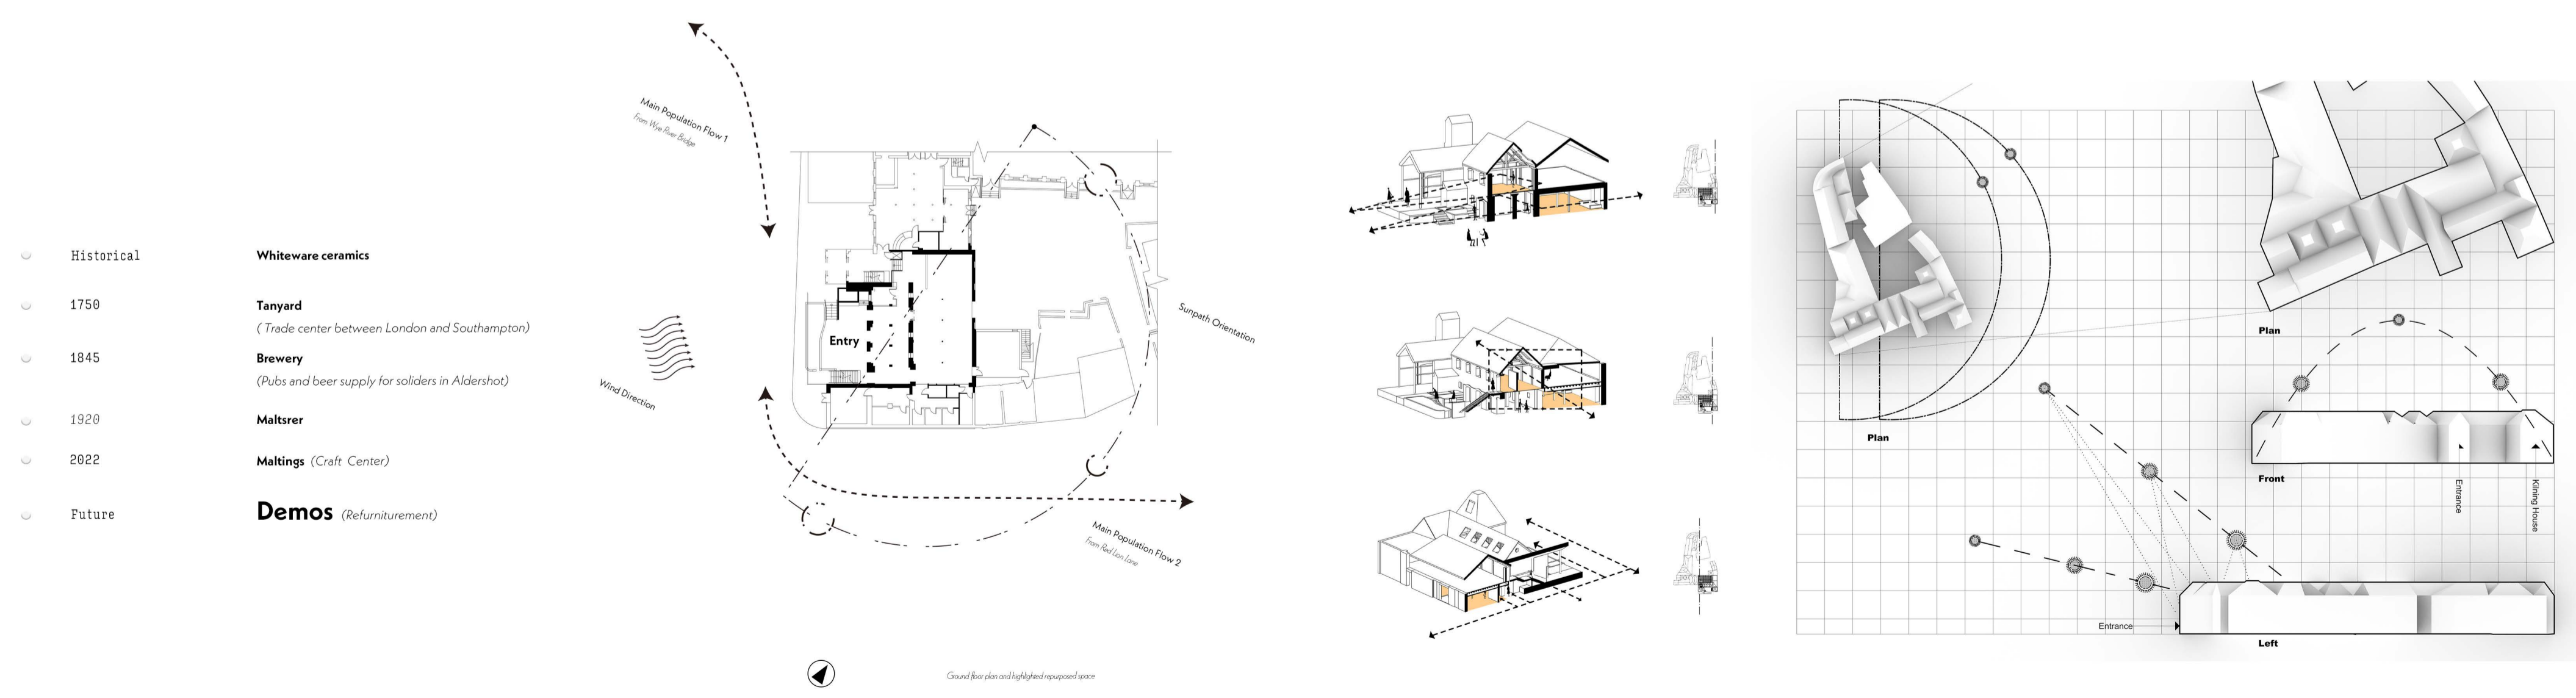 Historical
Whiteware ceramics
1750
Tanyard
( Trade center between London and Southampton)
1845
Brewery
(Pubs and beer supply for soliders in Aldershot)
1920
Maltsrer
2022
Maltings (Craft Center)
Future
Demos (Refurniturement)
Main Population Flow 1
From Wye River Bridge
Wind Direction
Entry
Sunpath Orientation
Main Population Flow 2
From Red Lion Lane
Ground floor plan and highlighted repurposed space
Plan
Plan
Front
Entrance
Kilning House
Entrance
Left